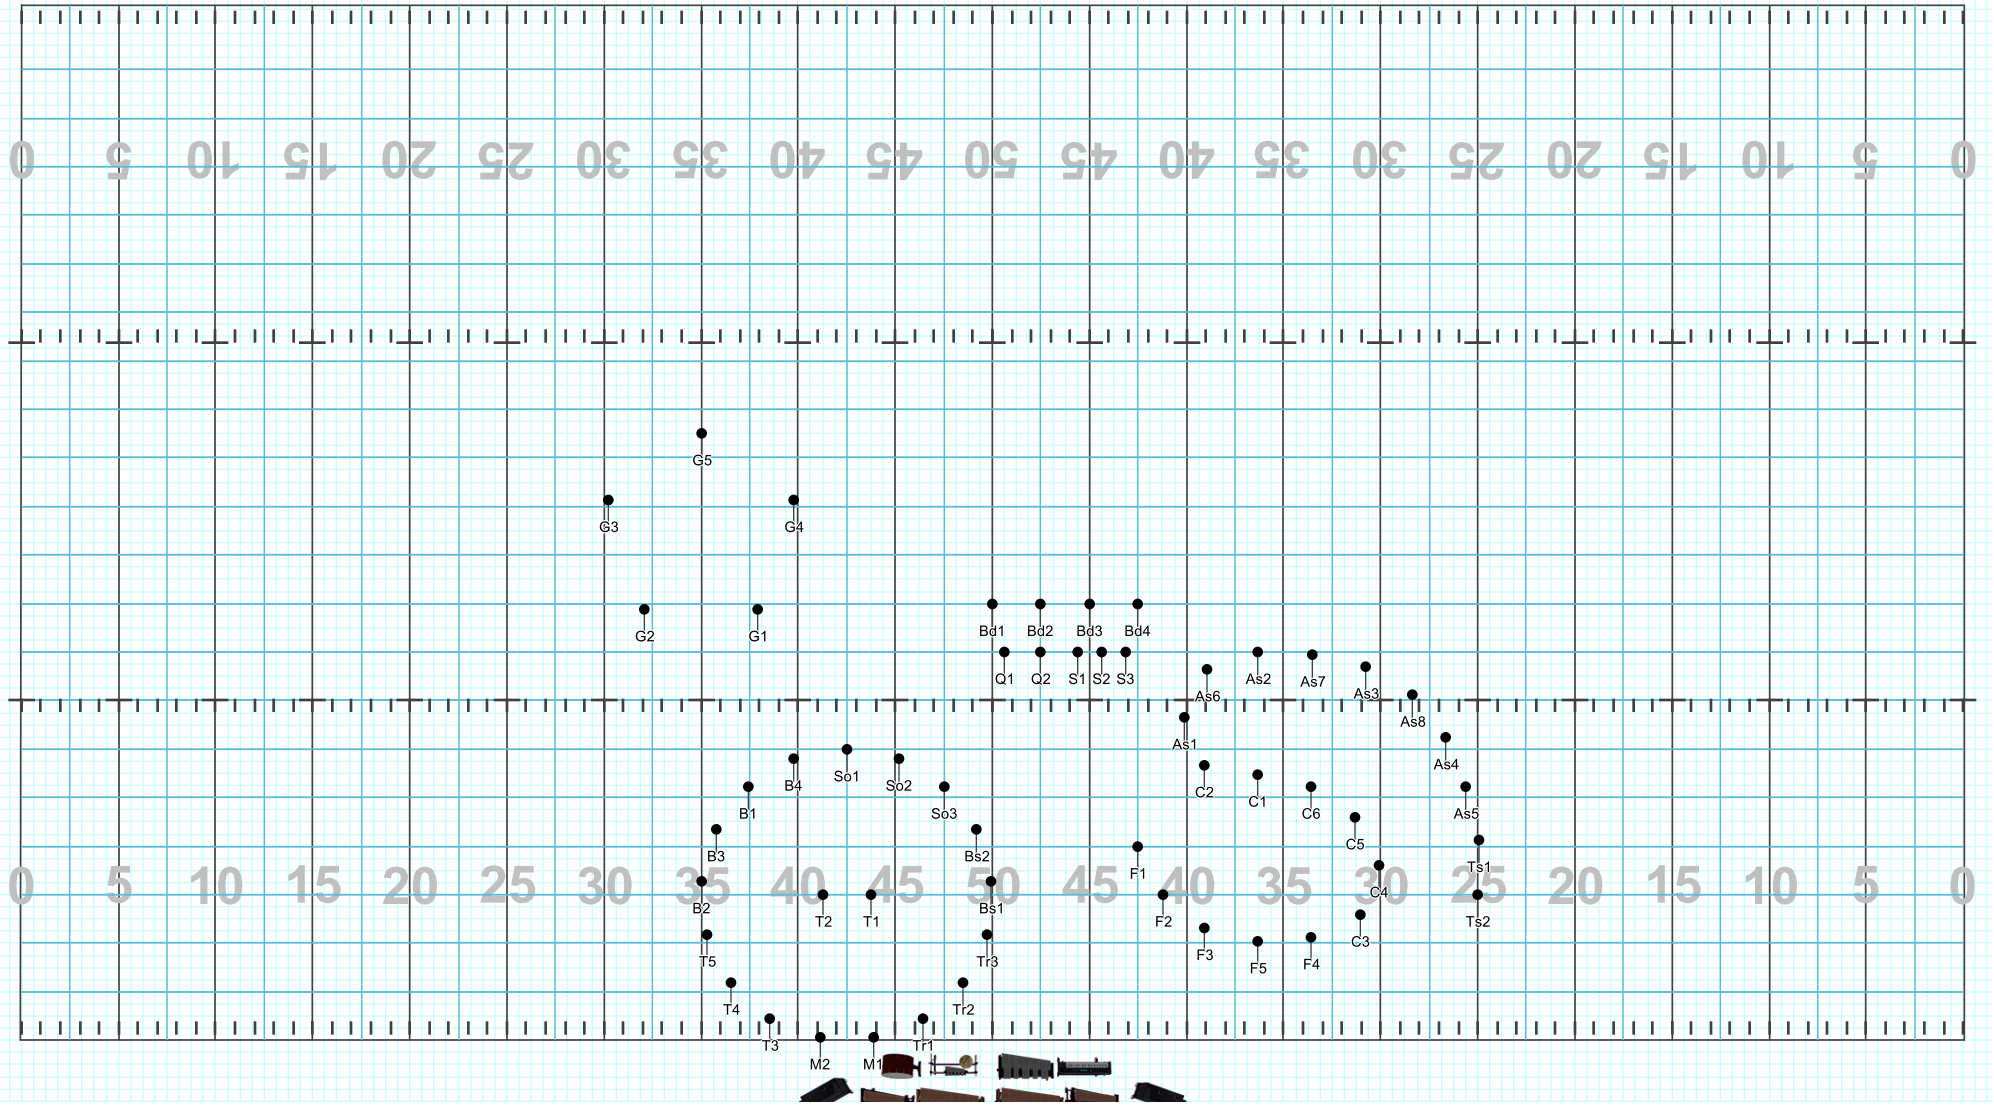 0 5 10 15 20 25 30 35 40 45 50 45 40 35 30 25 20 15 10 5 0
G5
G3 G4
G2 G1
Bd1 Bd2 Bd3 Bd4
Q1 Q2 S1 S2 S3
As6 As2 As7 As3
As8
As1
As4
B4 So1 So2
C2 C1
B1 So3 C6 As5
C5
B3 Bs2
F1 Ts1
0 5 10 15 20 25 30 35 40 45 50 45 40 35 30 25 20 15 10 5 0
C4
B2 T2 T1 Bs1 F2 Ts2
C3
T5 Tr3 F3 F5 F4
T4 Tr2
T3 Tr1
M2 M1